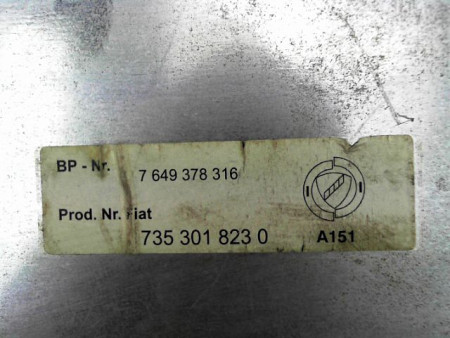 BP - Nr. 7 649 378 316
Prod. Nr. Fiat
735 301 823 0 A151